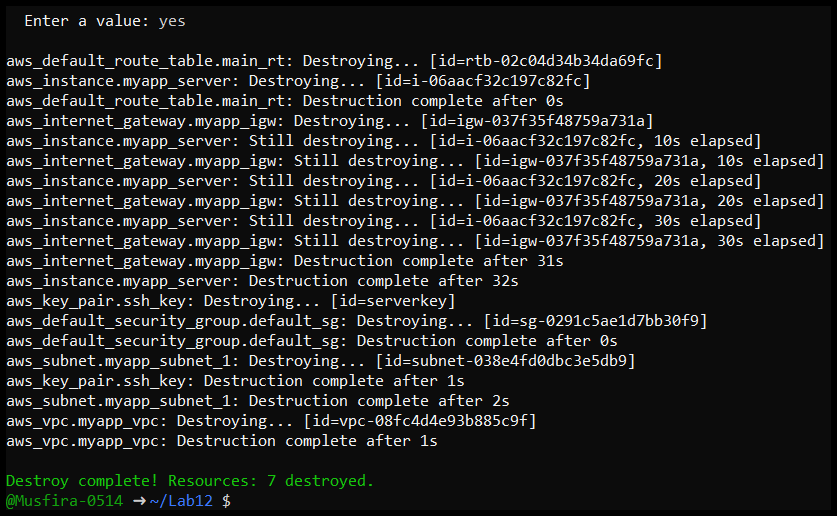 Enter a value: yes
aws_default_route_table.main_rt: Destroying... [id=rtb-02c04d34b34da69fc]
aws_instance.myapp_server: Destroying... [id=i-06aacf32c197c82fc]
aws_default_route_table.main_rt: Destruction complete after 0s
aws_internet_gateway.myapp_igw: Destroying... [id=igw-037f35f48759a731a]
aws_instance.myapp_server: Still destroying... [id=i-06aacf32c197c82fc, 10s elapsed]
aws_internet_gateway.myapp_igw: Still destroying... [id=igw-037f35f48759a731a, 10s elapsed]
aws_instance.myapp_server: Still destroying... [id=i-06aacf32c197c82fc, 20s elapsed]
aws_internet_gateway.myapp_igw: Still destroying... [id=igw-037f35f48759a731a, 20s elapsed]
aws_instance.myapp_server: Still destroying... [id=i-06aacf32c197c82fc, 30s elapsed]
aws_internet_gateway.myapp_igw: Still destroying... [id=igw-037f35f48759a731a, 30s elapsed]
aws_internet_gateway.myapp_igw: Destruction complete after 31s
aws_instance.myapp_server: Destruction complete after 32s
aws_key_pair.ssh_key: Destroying... [id=serverkey]
aws_default_security_group.default_sg: Destroying... [id=sg-0291c5ae1d7bb30f9]
aws_default_security_group.default_sg: Destruction complete after 0s
aws_subnet.myapp_subnet_1: Destroying... [id=subnet-038e4fd0dbc3e5db9]
aws_key_pair.ssh_key: Destruction complete after 1s
aws_subnet.myapp_subnet_1: Destruction complete after 2s
aws_vpc.myapp_vpc: Destroying... [id=vpc-08fc4d4e93b885c9f]
aws_vpc.myapp_vpc: Destruction complete after 1s
Destroy complete! Resources: 7 destroyed.
@Musfira-0514 ➜ ~/Lab12 $